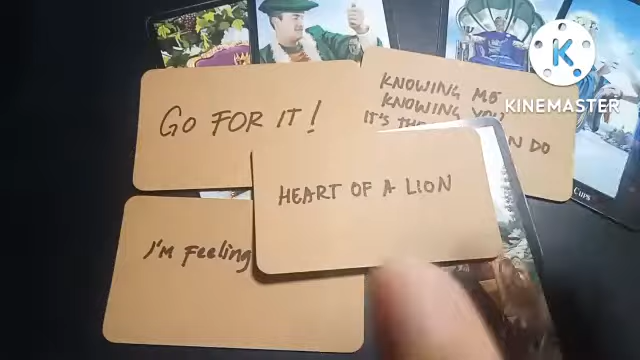 GO FOR IT!
KNOWING ME
KNOWING YOU
IT'S THE
N DO
HEART OF A LION
I'M Feeling
Cups
K
KINEMASTER